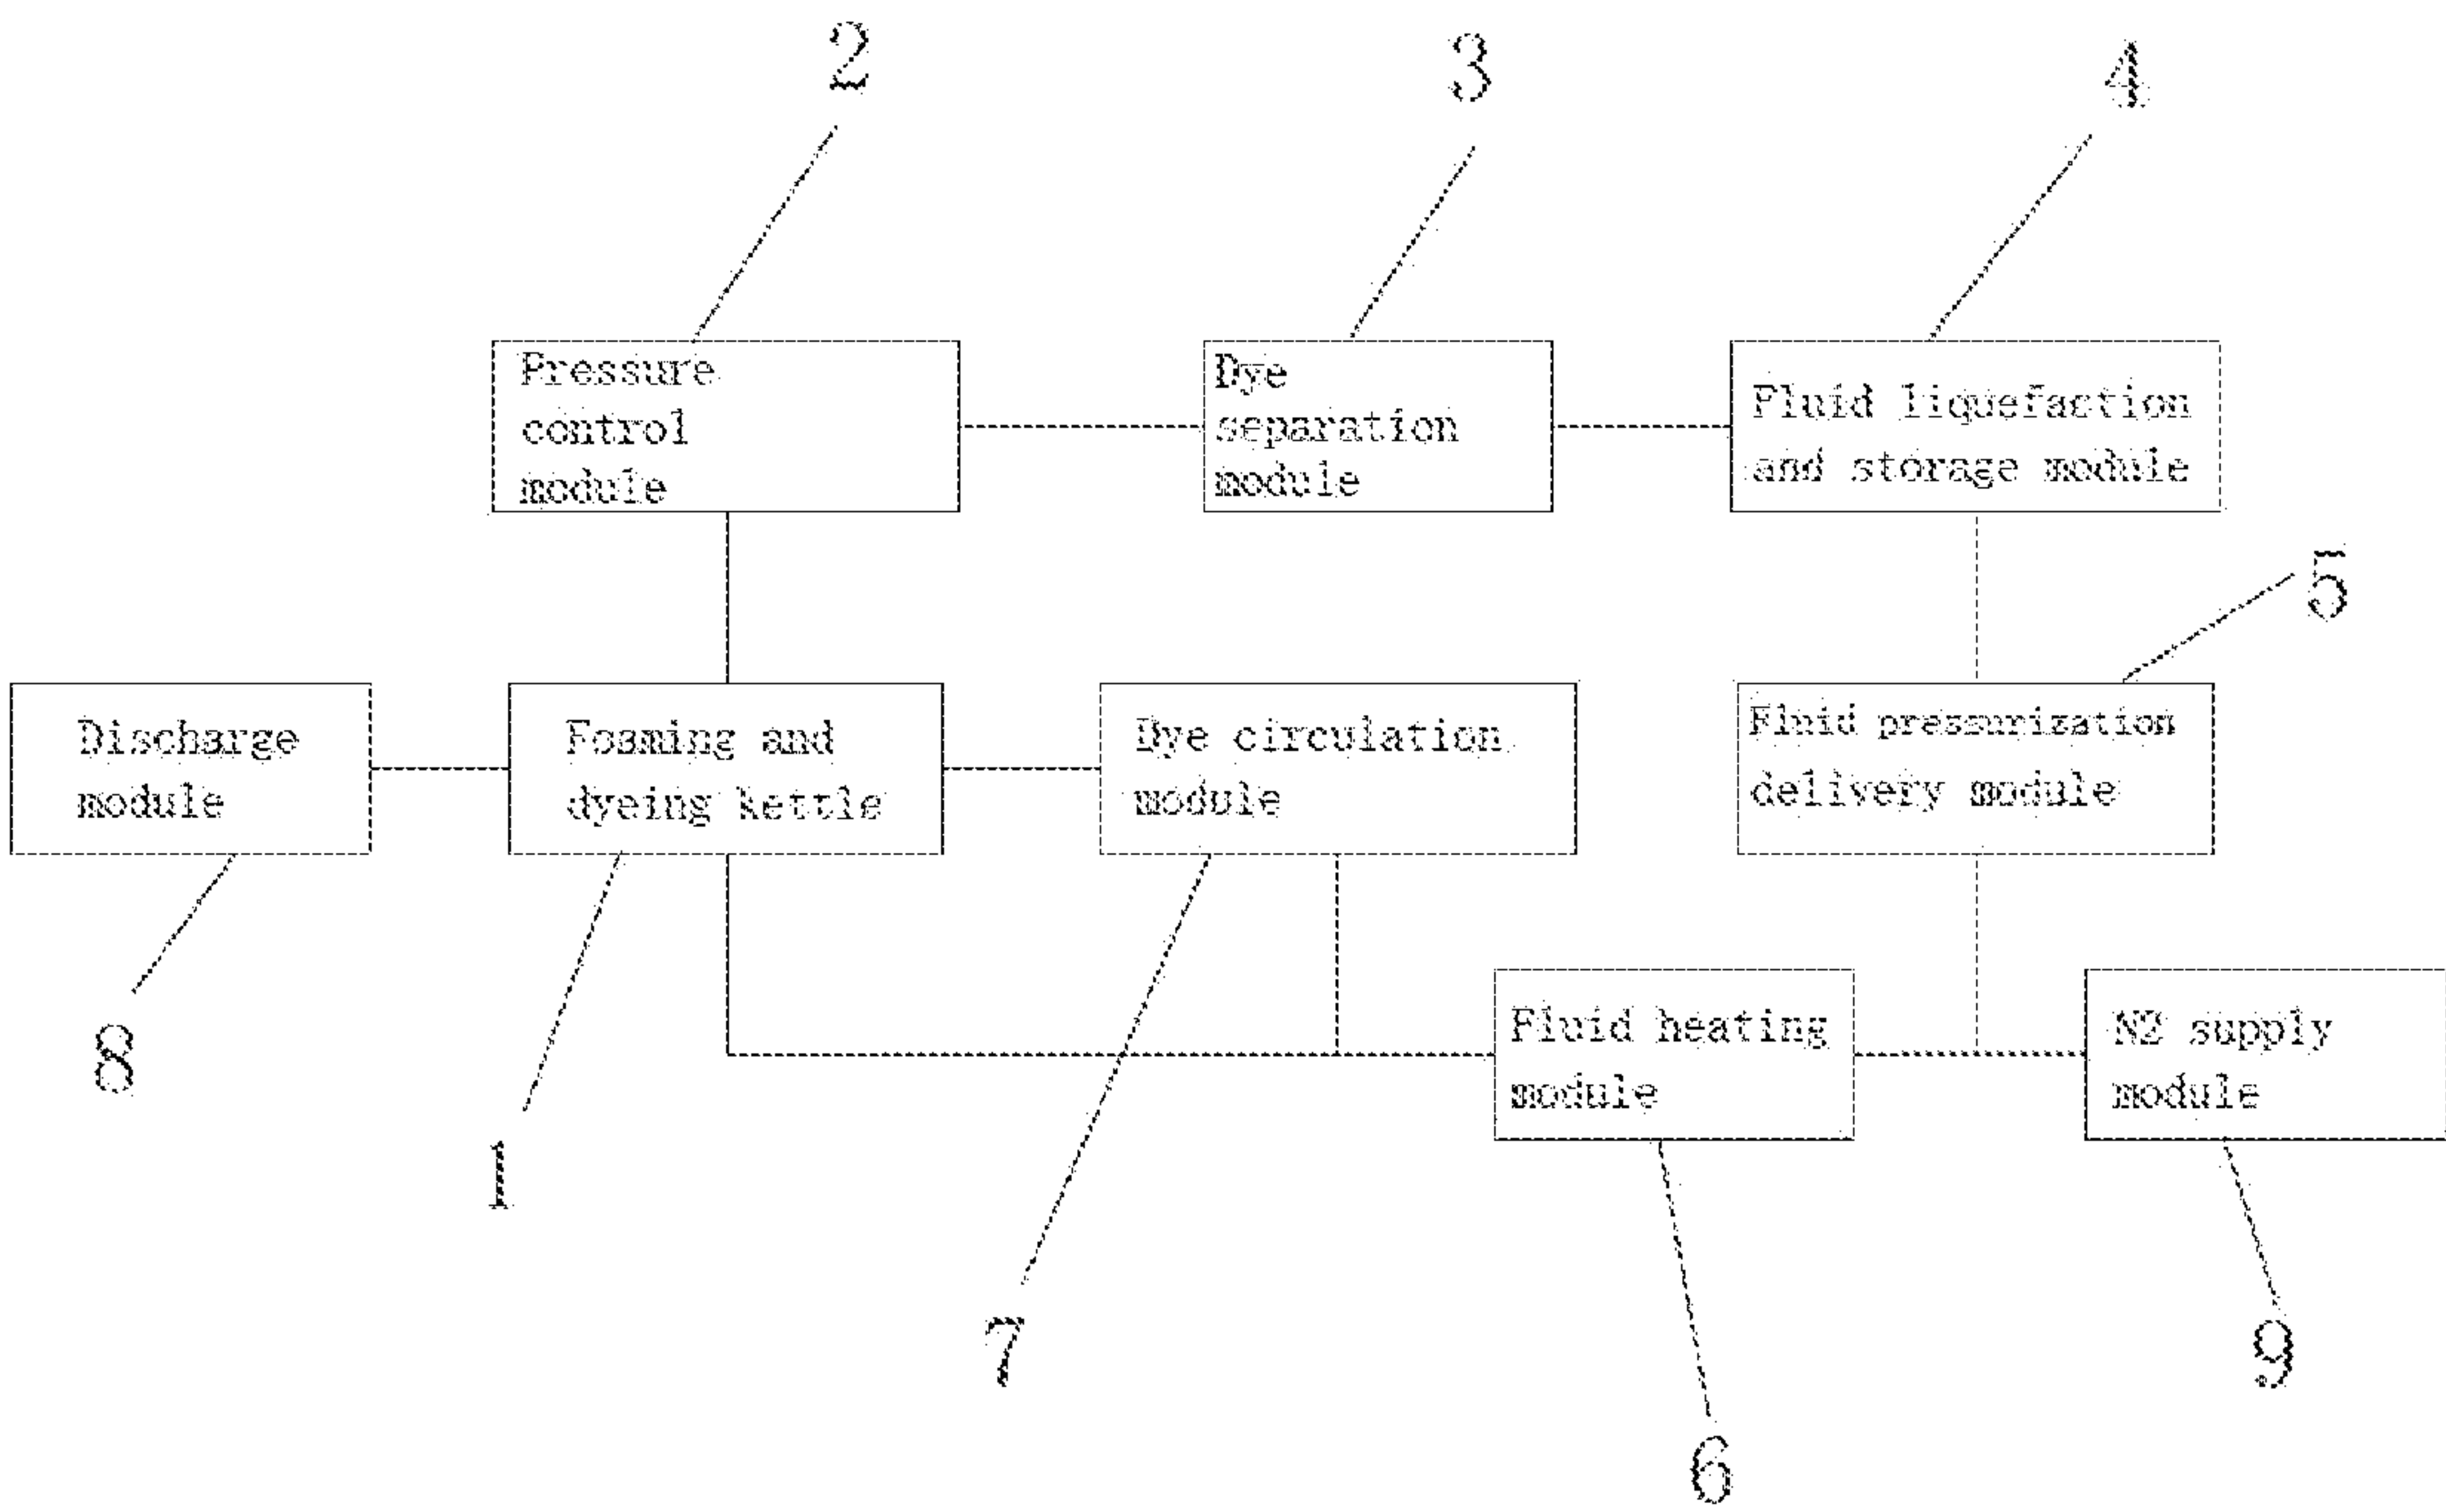 2
3
4
Pressure
control
module
Dye
separation
module
Fluid liquefaction
and storage module
5
Discharge
module
Foaming and
dyeing kettle
Dye circulation
module
Fluid pressurization
delivery module
Fluid heating
module
N2 supply
module
8
1
7
6
9